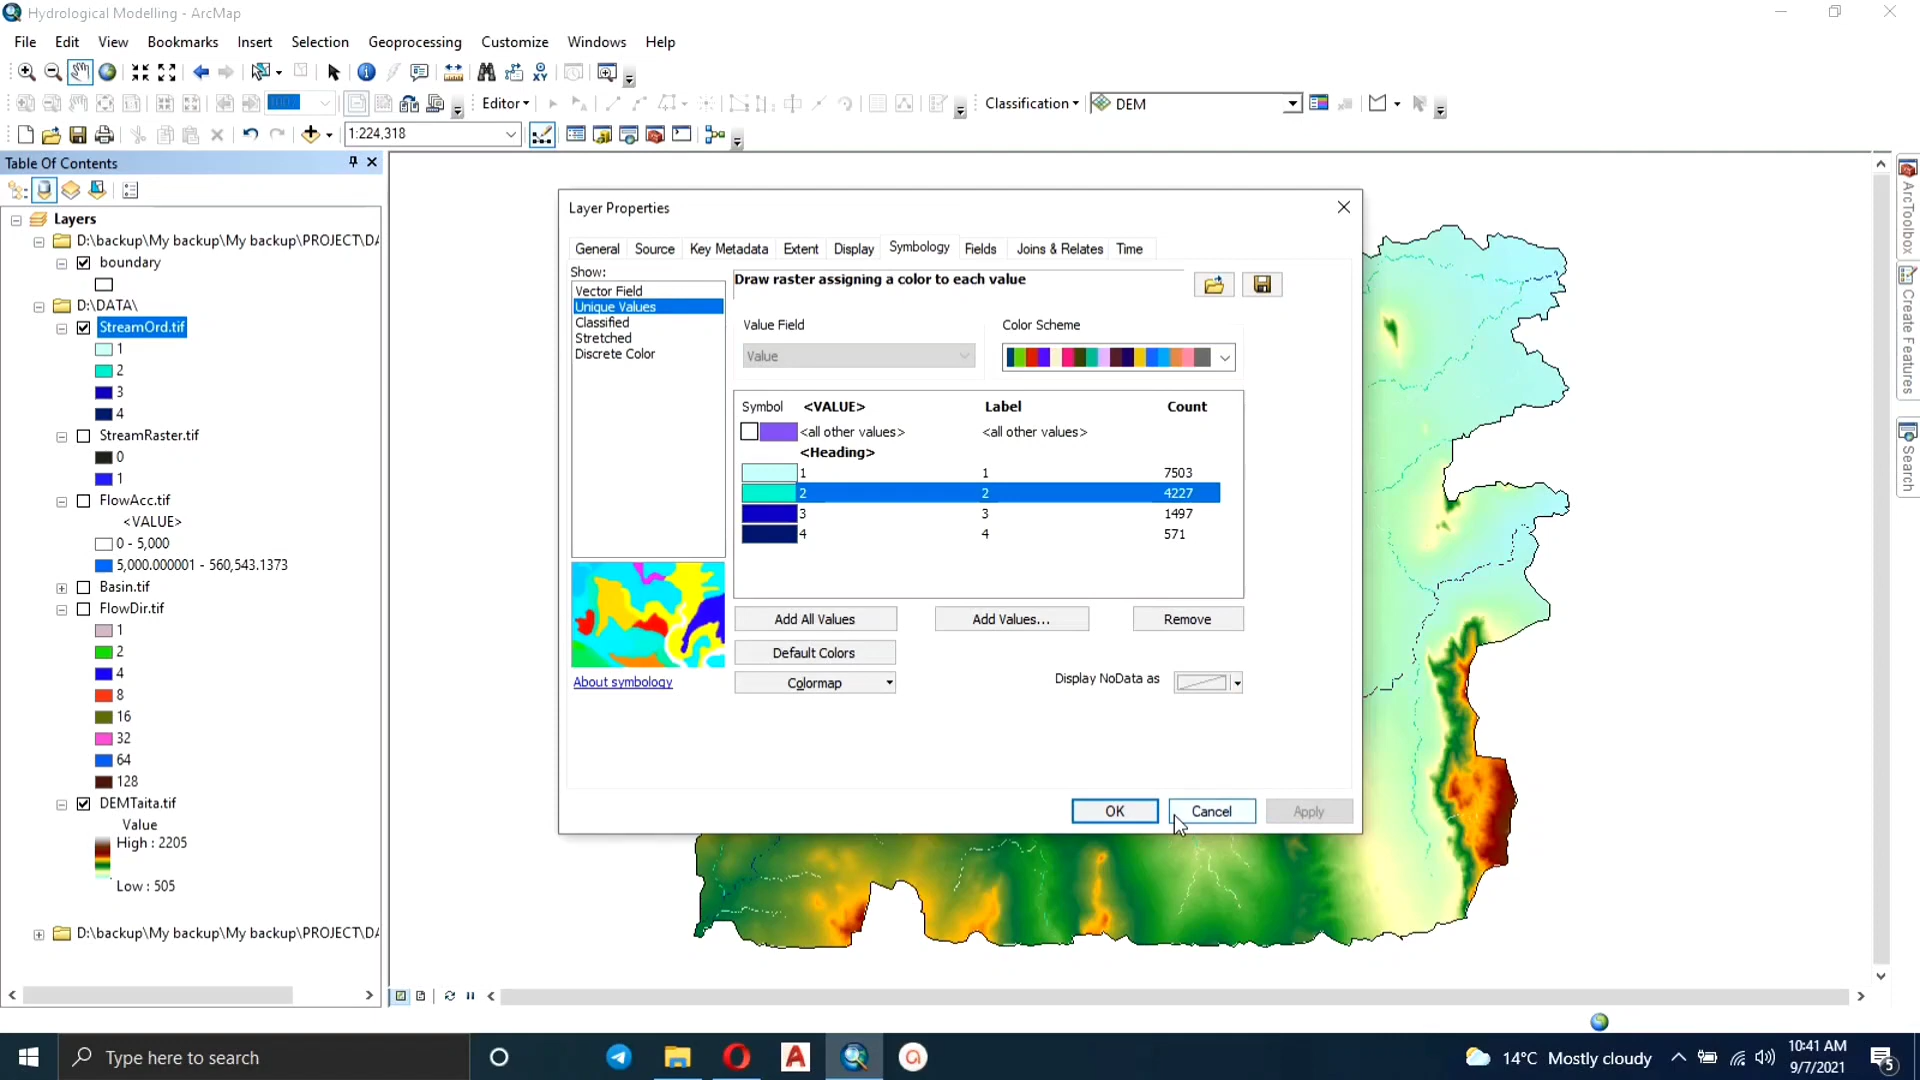 Hydrological Modelling - ArcMap
File Edit View Bookmarks Insert Selection Geoprocessing Customize Windows Help
Editor Classification DEM
1:224,318
Table Of Contents
Layers
D:\backup\My backup\My backup\PROJECT\DA
boundary
D:\DATA\
StreamOrd.tif
1
2
3
4
StreamRaster.tif
0
1
FlowAcc.tif
<VALUE>
0 - 5,000
5,000.000001 - 560,543.1373
Basin.tif
FlowDir.tif
1
2
4
8
16
32
64
128
DEMTaita.tif
Value
High : 2205
Low : 505
D:\backup\My backup\My backup\PROJECT\DA
Layer Properties
General Source Key Metadata Extent Display Symbology Fields Joins & Relates Time
Show:
Vector Field
Unique Values
Classified
Stretched
Discrete Color
About symbology
Draw raster assigning a color to each value
Value Field Color Scheme
Value
Symbol <VALUE> Label Count
<all other values> <all other values>
<Heading>
1 1 7503
2 2 4227
3 3 1497
4 4 571
Add All Values Add Values... Remove
Default Colors
Colormap Display NoData as
OK Cancel Apply
ArcToolbox
Create Features
Search
Type here to search
14°C Mostly cloudy
10:41 AM
9/7/2021
5